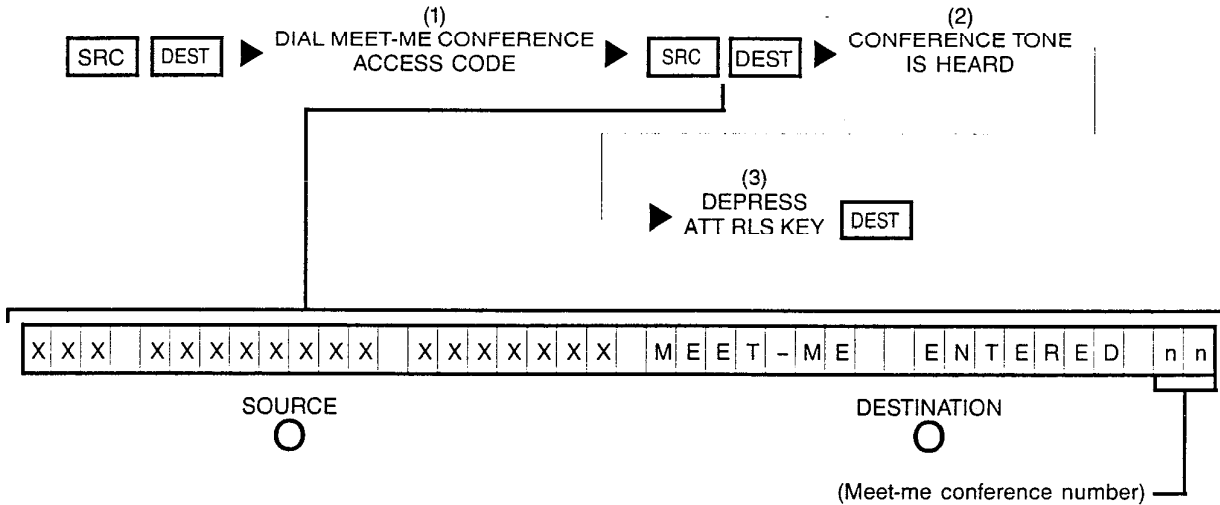 (1)
SRC DEST ▶ DIAL MEET-ME CONFERENCE ACCESS CODE ▶ SRC DEST ▶
(2)
CONFERENCE TONE
IS HEARD
(3)
DEPRESS
▶ ATT RLS KEY DEST
XXX XXXXXXXX XXXXXXX MEET-ME ENTERED nn
SOURCE DESTINATION
O O
(Meet-me conference number)